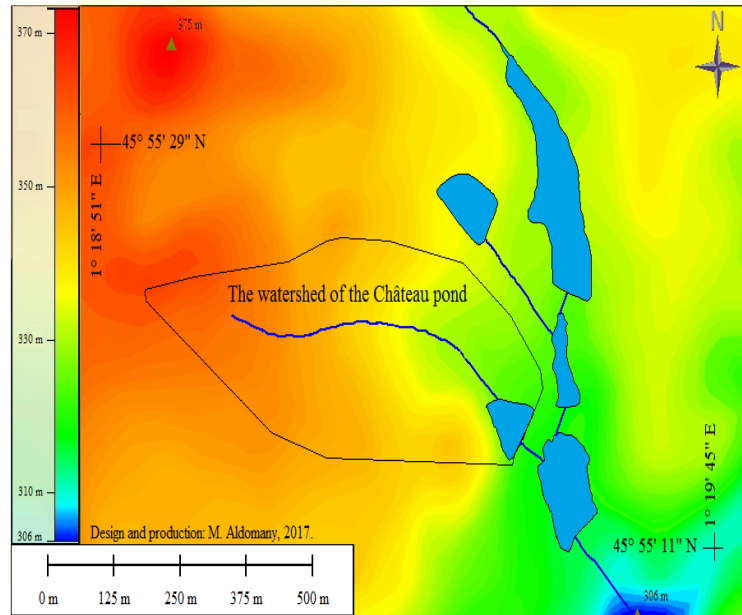 370 m
375 m
N
45° 55' 29" N
350 m
1° 18' 51" E
The watershed of the Château pond
330 m
310 m
306 m
1° 19' 45" E
Design and production: M. Aldomany, 2017.
45° 55' 11" N
0 m 125 m 250 m 375 m 500 m
306 m